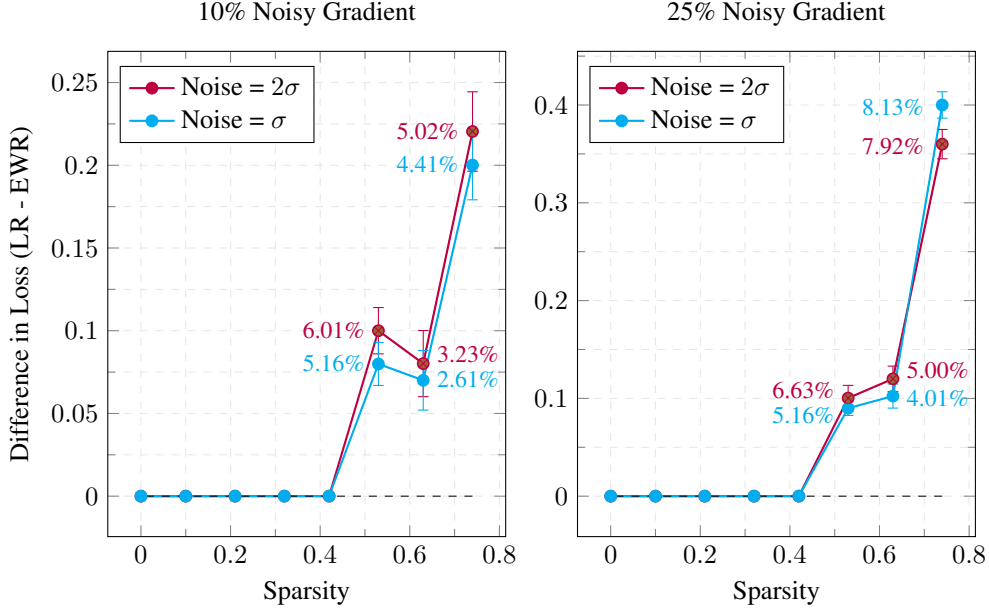 10% Noisy Gradient
Difference in Loss (LR - EWR)
0.25
0.2
0.15
0.1
0.05
0
Noise = 2σ
Noise = σ
5.02%
4.41%
6.01%
5.16%
3.23%
2.61%
0 0.2 0.4 0.6 0.8
Sparsity
25% Noisy Gradient
0.4
0.3
0.2
0.1
0
Noise = 2σ
Noise = σ
8.13%
7.92%
6.63%
5.16%
5.00%
4.01%
0 0.2 0.4 0.6 0.8
Sparsity